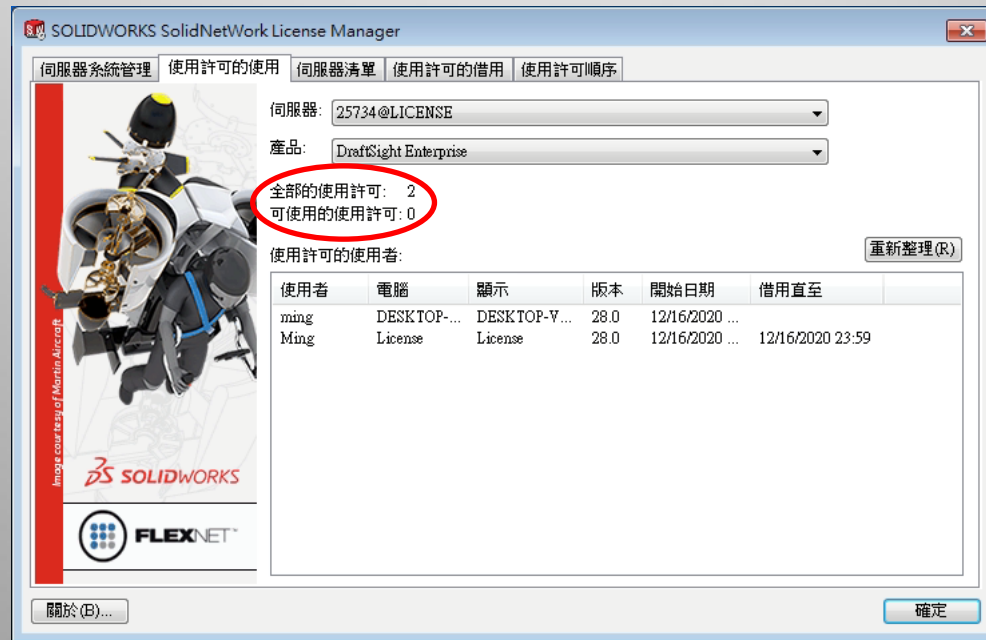 SOLIDWORKS SolidNetWork License Manager
伺服器系統管理 使用許可的使用 伺服器清單 使用許可的借用 使用許可順序
伺服器: 25734@LICENSE
產品: DraftSight Enterprise
全部的使用許可: 2
可使用的使用許可: 0
使用許可的使用者:
重新整理(R)
使用者 電腦 顯示 版本 開始日期 借用直至
ming DESKTOP-... DESKTOP-V... 28.0 12/16/2020 ...
Ming License License 28.0 12/16/2020 ... 12/16/2020 23:59
Image courtesy of Martin Aircraft
SOLIDWORKS
FLEXNET™
關於(B)...
確定